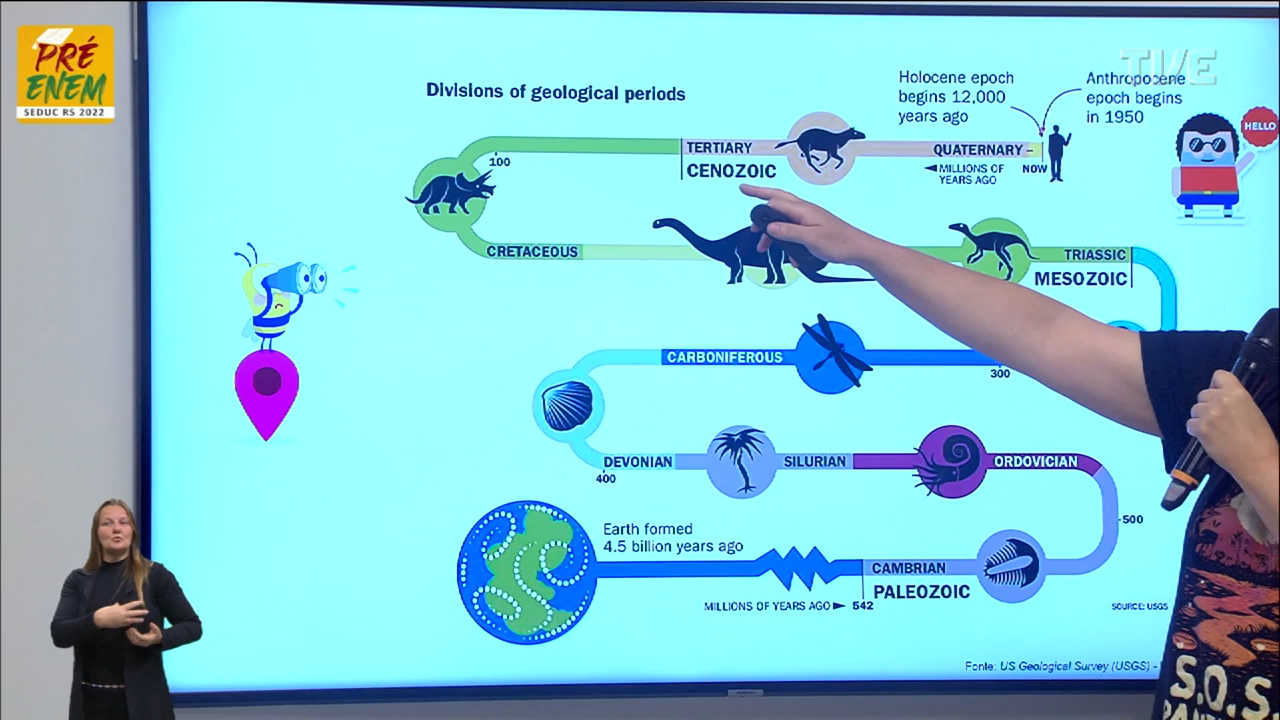 PRÉ
ENEM
SEDUC RS 2022
TVE
Divisions of geological periods
Holocene epoch
begins 12,000
years ago
Anthropocene
epoch begins
in 1950
HELLO
100
TERTIARY
CENOZOIC
QUATERNARY
MILLIONS OF
YEARS AGO
NOW
CRETACEOUS
TRIASSIC
MESOZOIC
CARBONIFEROUS
300
DEVONIAN
SILURIAN
ORDOVICIAN
400
500
Earth formed
4.5 billion years ago
CAMBRIAN
PALEOZOIC
MILLIONS OF YEARS AGO
542
SOURCE: USGS
Fonte: US Geological Survey (USGS) -
S.O.S.